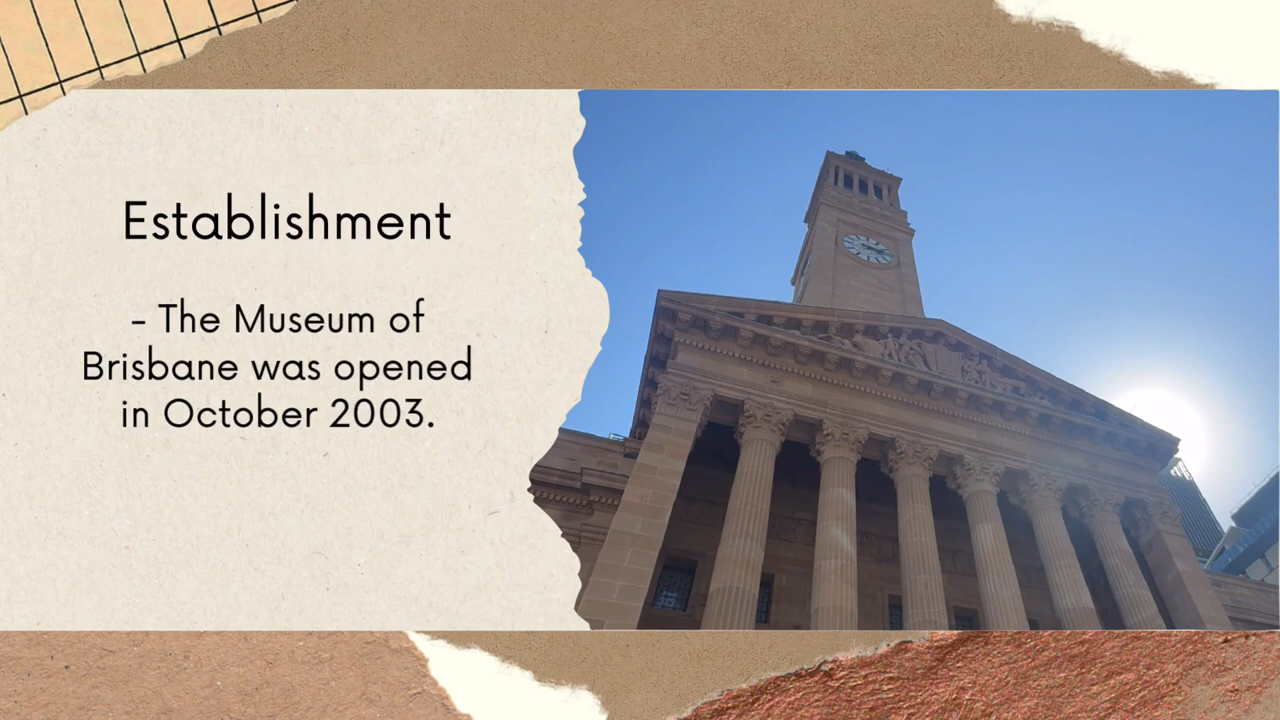 Establishment
- The Museum of
Brisbane was opened
in October 2003.